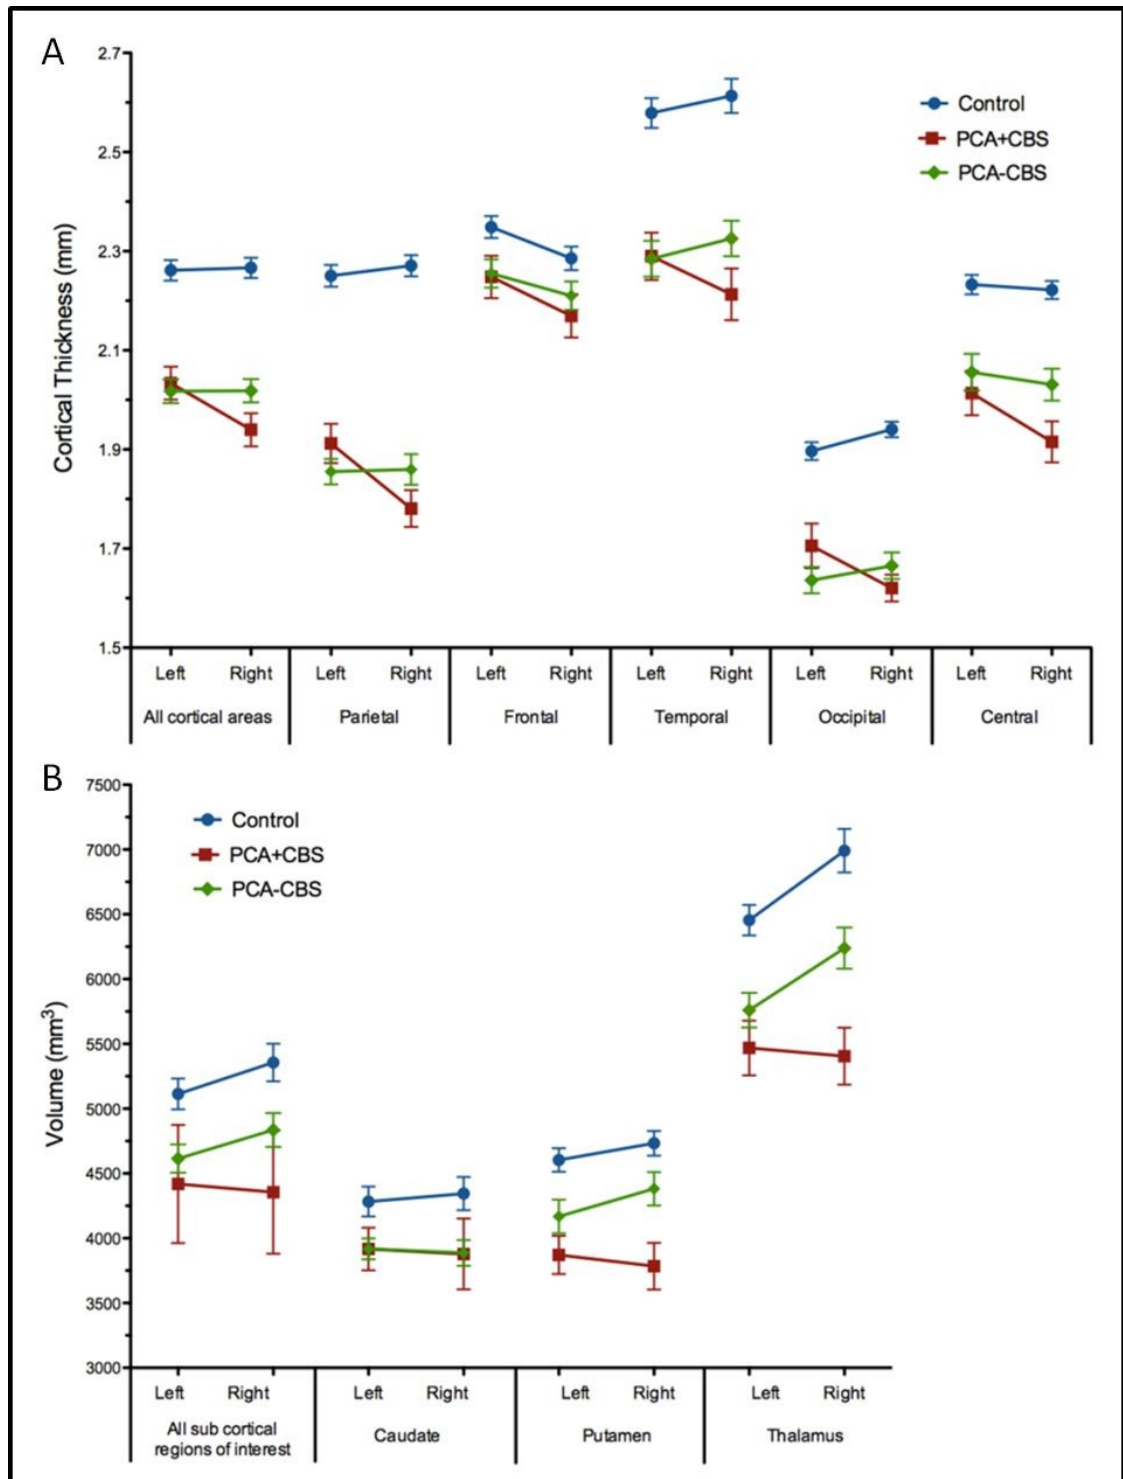 A
2.7
2.5
2.3
2.1
1.9
1.7
1.5
Cortical Thickness (mm)
Control
PCA+CBS
PCA-CBS
Left Right Left Right Left Right Left Right Left Right Left Right
All cortical areas Parietal Frontal Temporal Occipital Central
B
7500
7000
6500
6000
5500
5000
4500
4000
3500
3000
Volume (mm³)
Control
PCA+CBS
PCA-CBS
Left Right Left Right Left Right Left Right
All sub cortical
regions of interest Caudate Putamen Thalamus